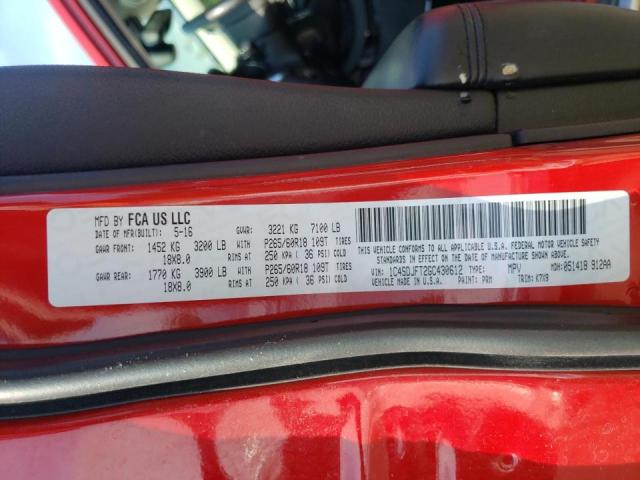 MFD BY FCA US LLC
DATE OF MFR(BUILT): 5-16 GVWR: 3221 KG 7100 LB
GAWR FRONT: 1452 KG 3200 LB WITH P265/60R18 109T TIRES
18X8.0 RIMS AT 250 KPA ( 36 PSI) COLD
GAWR REAR: 1770 KG 3900 LB WITH P265/60R18 109T TIRES
18X8.0 RIMS AT 250 KPA ( 36 PSI) COLD
THIS VEHICLE CONFORMS TO ALL APPLICABLE U.S.A. FEDERAL MOTOR VEHICLE SAFETY
STANDARDS IN EFFECT ON THE DATE OF MANUFACTURE SHOWN ABOVE.
VIN: 1C4SDJFT2GC430612 TYPE: MPV MDH: 051418 912AA
VEHICLE MADE IN U.S.A. PAINT: PRM TRIM: K7X9